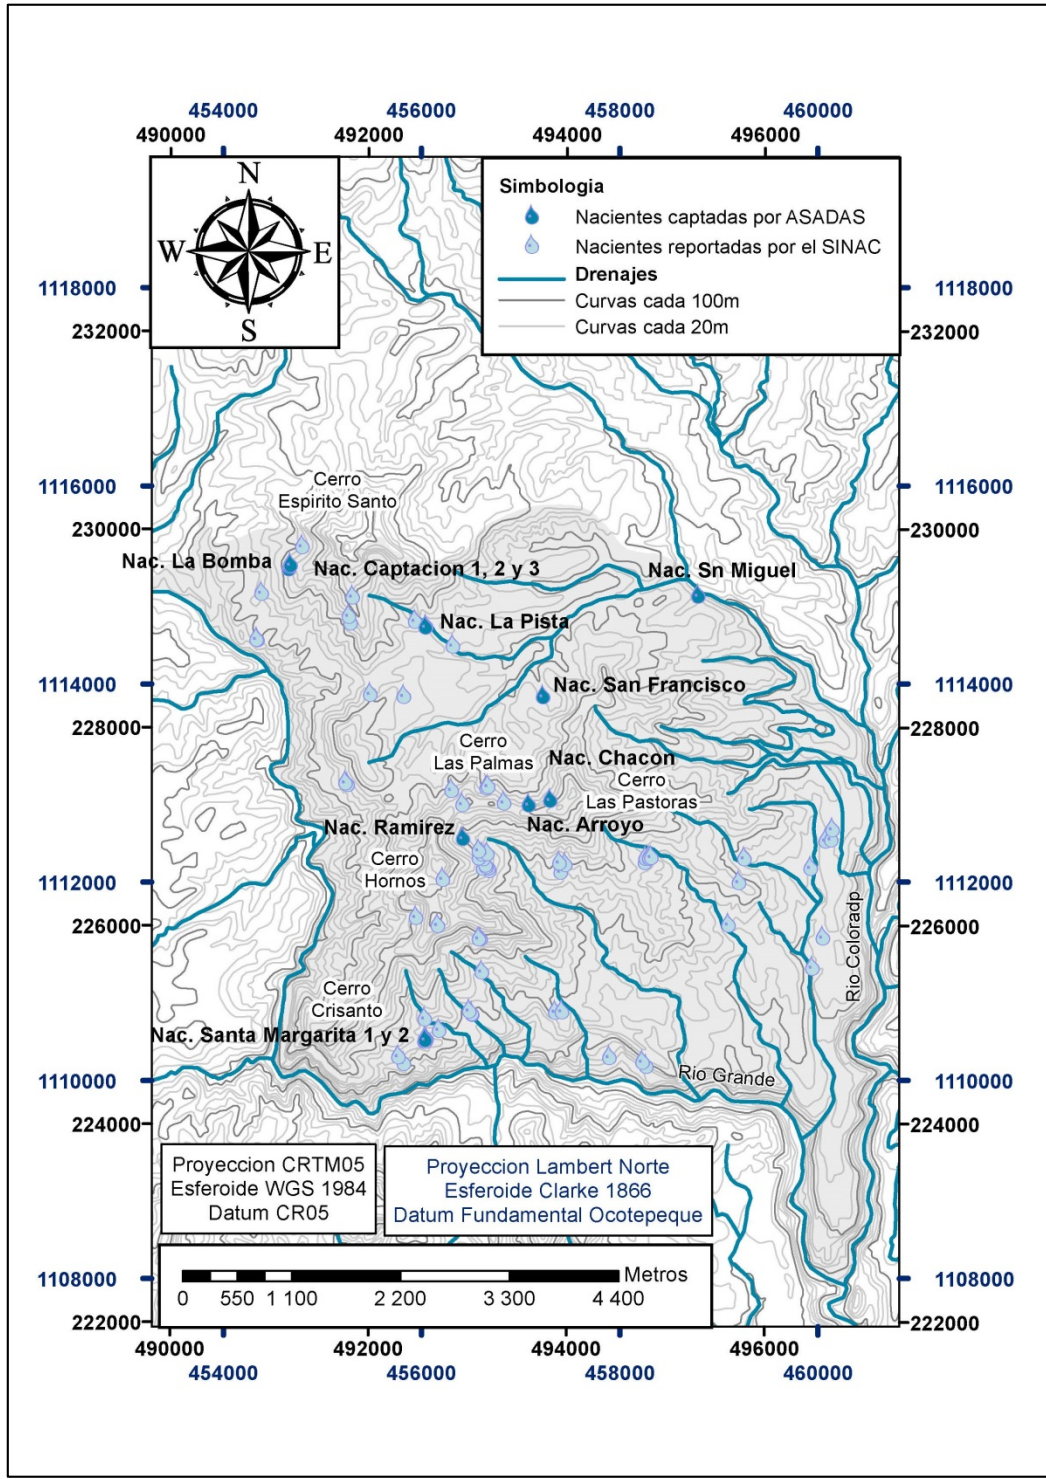 454000 456000 458000 460000
490000 492000 494000 496000
N
W E
S
Simbologia
Nacientes captadas por ASADAS
Nacientes reportadas por el SINAC
Drenajes
Curvas cada 100m
Curvas cada 20m
1118000 1118000
232000 232000
1116000 1116000
230000 230000
Cerro
Espirito Santo
Nac. La Bomba
Nac. Captacion 1, 2 y 3
Nac. Sn Miguel
Nac. La Pista
1114000 1114000
Nac. San Francisco
228000 228000
Cerro
Las Palmas
Nac. Chacon
Cerro
Las Pastoras
Nac. Ramirez
Nac. Arroyo
Cerro
Hornos
1112000 1112000
226000 226000
Rio Coloradp
Cerro
Crisanto
Nac. Santa Margarita 1 y 2
Rio Grande
1110000 1110000
224000 224000
Proyeccion CRTM05
Esferoide WGS 1984
Datum CR05
Proyeccion Lambert Norte
Esferoide Clarke 1866
Datum Fundamental Ocotepeque
Metros
0 550 1 100 2 200 3 300 4 400
1108000 1108000
222000 222000
490000 492000 494000 496000
454000 456000 458000 460000